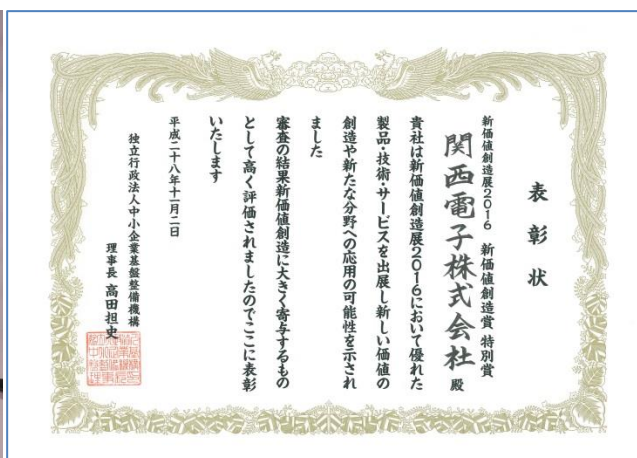 表彰状
新価値創造展2016　新価値創造賞 特別賞
関西電子株式会社 殿
貴社は新価値創造展2016において優れた
製品・技術・サービスを出展し新しい価値の
創造や新たな分野への応用の可能性を示され
ました
審査の結果新価値創造に大きく寄与するもの
として高く評価されましたのでここに表彰
いたします
平成二十八年十一月二日
独立行政法人中小企業基盤整備機構
理事長 高田坦史